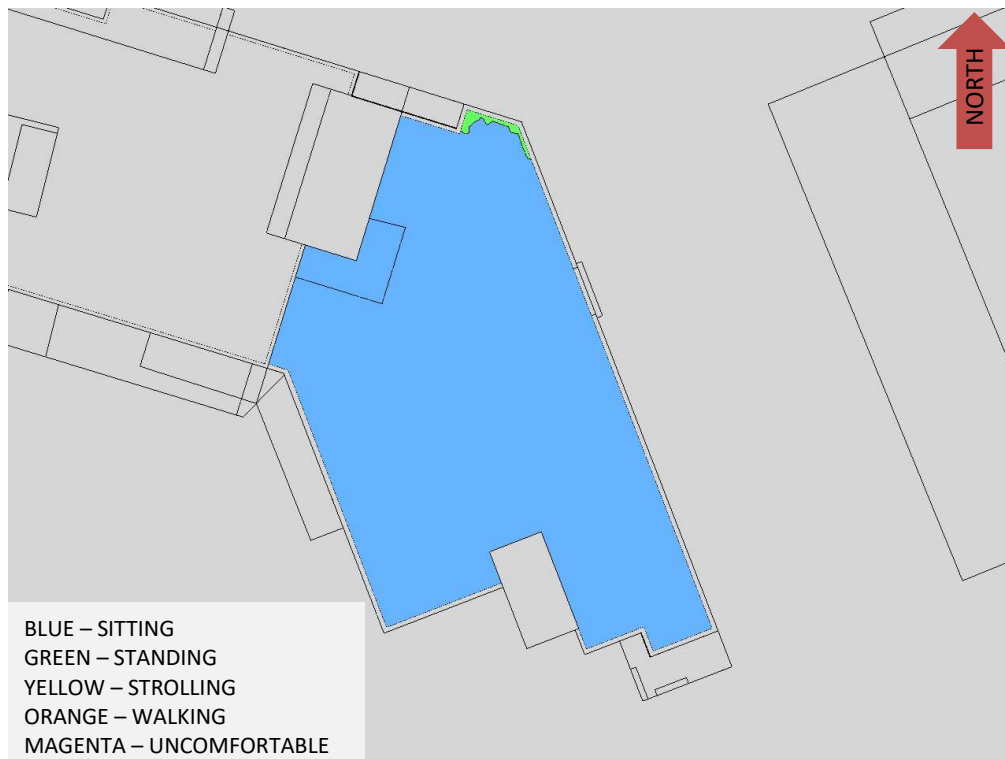 NORTH
BLUE – SITTING
GREEN – STANDING
YELLOW – STROLLING
ORANGE – WALKING
MAGENTA – UNCOMFORTABLE